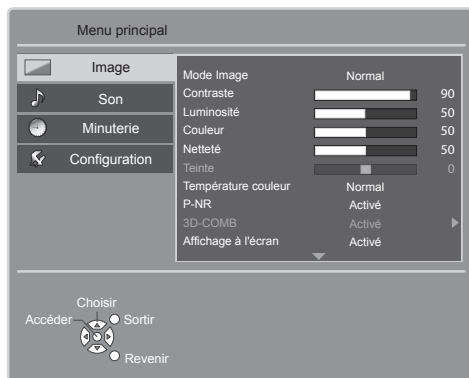 Menu principal
Image
Son
Minuterie
Configuration
Mode Image Normal
Contraste 90
Luminosité 50
Couleur 50
Netteté 50
Teinte 0
Température couleur Normal
P-NR Activé
3D-COMB Activé
Affichage à l'écran Activé
Choisir
Accéder Sortir
Revenir